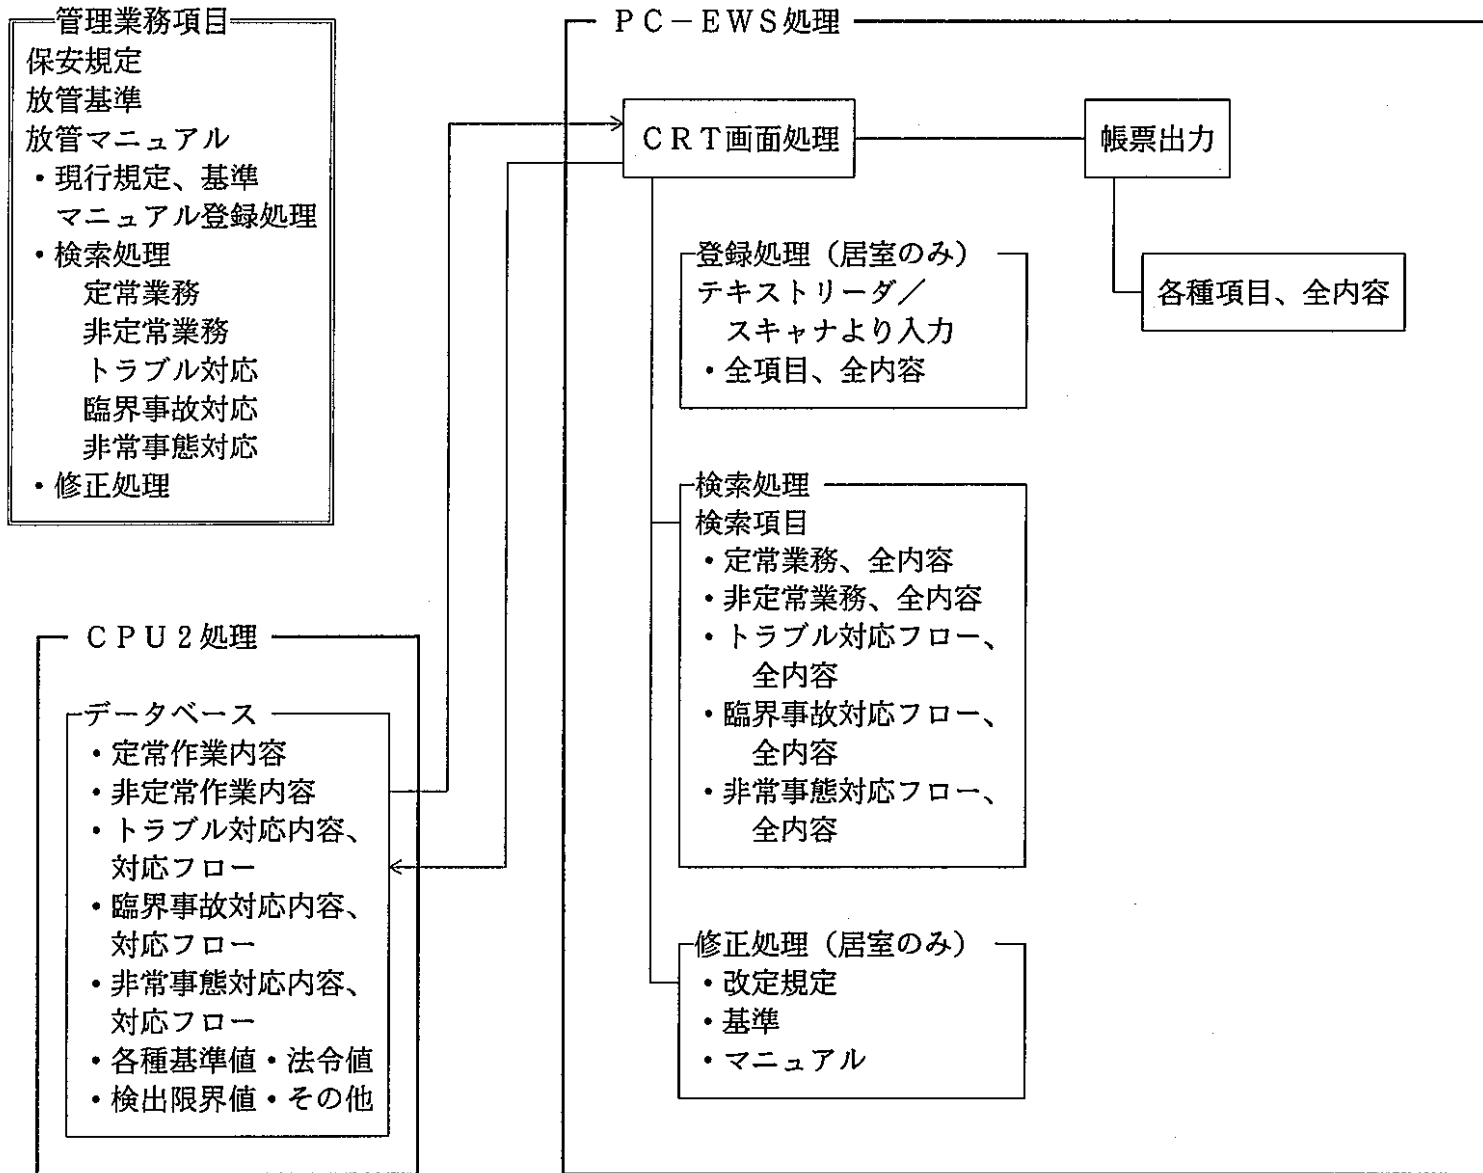 管理業務項目
保安規定
放管基準
放管マニュアル
・現行規定、基準
マニュアル登録処理
・検索処理
定常業務
非定常業務
トラブル対応
臨界事故対応
非常事態対応
・修正処理
CPU2処理
データベース
・定常作業内容
・非定常作業内容
・トラブル対応内容、
対応フロー
・臨界事故対応内容、
対応フロー
・非常事態対応内容、
対応フロー
・各種基準値・法令値
・検出限界値・その他
PC-EWS処理
CRT画面処理
帳票出力
各種項目、全内容
登録処理(居室のみ)
テキストリーダ/
スキャナより入力
・全項目、全内容
検索処理
検索項目
・定常業務、全内容
・非定常業務、全内容
・トラブル対応フロー、
全内容
・臨界事故対応フロー、
全内容
・非常事態対応フロー、
全内容
修正処理(居室のみ)
・改定規定
・基準
・マニュアル